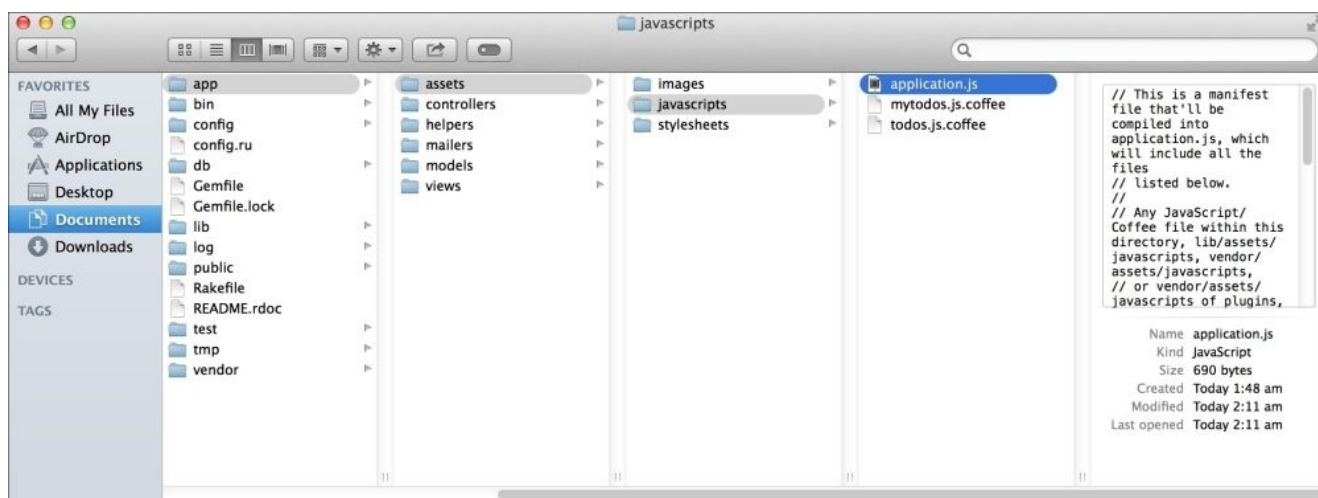 javascripts
FAVORITES
All My Files
AirDrop
Applications
Desktop
Documents
Downloads
DEVICES
TAGS
app
bin
config
config.ru
db
Gemfile
Gemfile.lock
lib
log
public
Rakefile
README.rdoc
test
tmp
vendor
assets
controllers
helpers
mailers
models
views
images
javascripts
stylesheets
application.js
mytodos.js.coffee
todos.js.coffee
// This is a manifest
file that'll be
compiled into
application.js, which
will include all the
files
// listed below.
//
// Any JavaScript/
Coffee file within this
directory, lib/assets/
javascripts, vendor/
assets/javascripts,
// or vendor/assets/
javascripts of plugins,
Name application.js
Kind JavaScript
Size 690 bytes
Created Today 1:48 am
Modified Today 2:11 am
Last opened Today 2:11 am